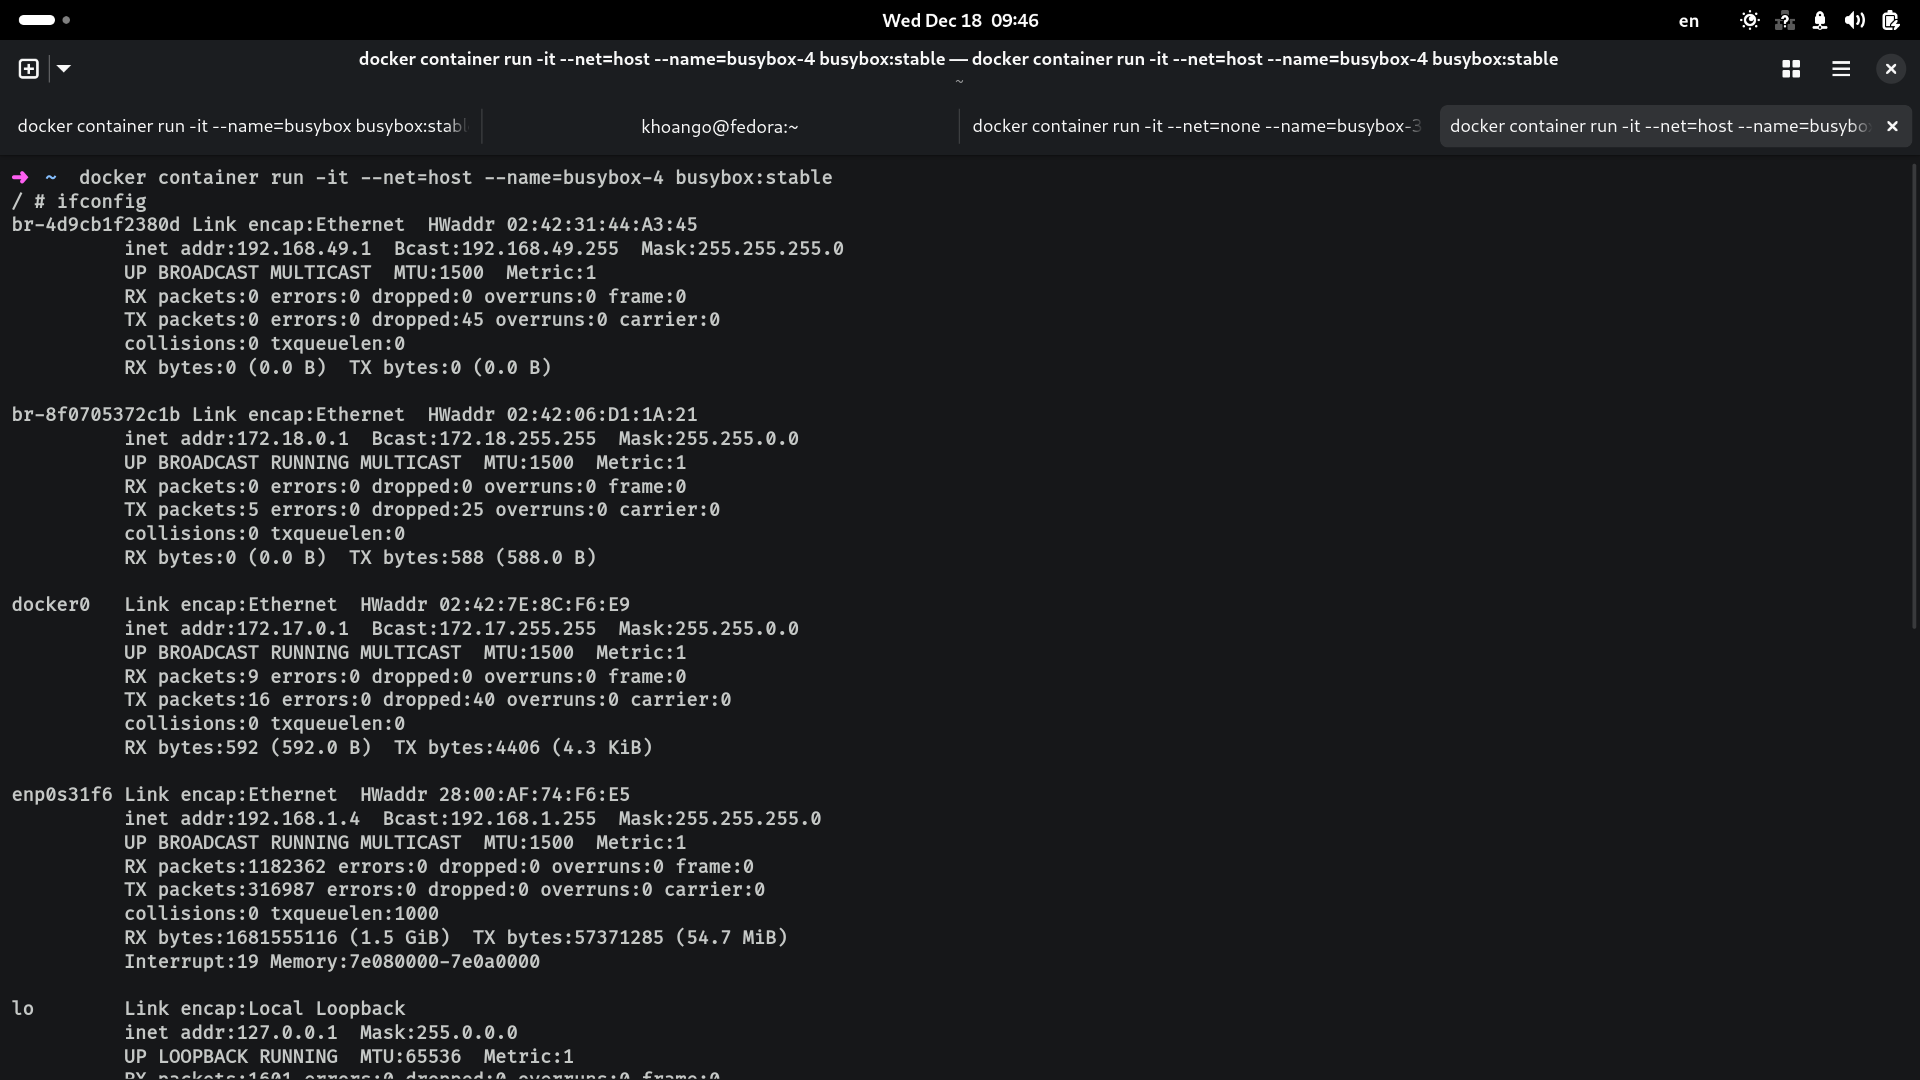 Wed Dec 18 09:46
en
docker container run -it --net=host --name=busybox-4 busybox:stable — docker container run -it --net=host --name=busybox-4 busybox:stable
~
docker container run -it --name=busybox busybox:stabl
khoango@fedora:~
docker container run -it --net=none --name=busybox-3
docker container run -it --net=host --name=busybo
➜ ~ docker container run -it --net=host --name=busybox-4 busybox:stable
/ # ifconfig
br-4d9cb1f2380d Link encap:Ethernet  HWaddr 02:42:31:44:A3:45
inet addr:192.168.49.1  Bcast:192.168.49.255  Mask:255.255.255.0
UP BROADCAST MULTICAST  MTU:1500  Metric:1
RX packets:0 errors:0 dropped:0 overruns:0 frame:0
TX packets:0 errors:0 dropped:45 overruns:0 carrier:0
collisions:0 txqueuelen:0
RX bytes:0 (0.0 B)  TX bytes:0 (0.0 B)
br-8f0705372c1b Link encap:Ethernet  HWaddr 02:42:06:D1:1A:21
inet addr:172.18.0.1  Bcast:172.18.255.255  Mask:255.255.0.0
UP BROADCAST RUNNING MULTICAST  MTU:1500  Metric:1
RX packets:0 errors:0 dropped:0 overruns:0 frame:0
TX packets:5 errors:0 dropped:25 overruns:0 carrier:0
collisions:0 txqueuelen:0
RX bytes:0 (0.0 B)  TX bytes:588 (588.0 B)
docker0   Link encap:Ethernet  HWaddr 02:42:7E:8C:F6:E9
inet addr:172.17.0.1  Bcast:172.17.255.255  Mask:255.255.0.0
UP BROADCAST RUNNING MULTICAST  MTU:1500  Metric:1
RX packets:9 errors:0 dropped:0 overruns:0 frame:0
TX packets:16 errors:0 dropped:40 overruns:0 carrier:0
collisions:0 txqueuelen:0
RX bytes:592 (592.0 B)  TX bytes:4406 (4.3 KiB)
enp0s31f6 Link encap:Ethernet  HWaddr 28:00:AF:74:F6:E5
inet addr:192.168.1.4  Bcast:192.168.1.255  Mask:255.255.255.0
UP BROADCAST RUNNING MULTICAST  MTU:1500  Metric:1
RX packets:1182362 errors:0 dropped:0 overruns:0 frame:0
TX packets:316987 errors:0 dropped:0 overruns:0 carrier:0
collisions:0 txqueuelen:1000
RX bytes:1681555116 (1.5 GiB)  TX bytes:57371285 (54.7 MiB)
Interrupt:19 Memory:7e080000-7e0a0000
lo        Link encap:Local Loopback
inet addr:127.0.0.1  Mask:255.0.0.0
UP LOOPBACK RUNNING  MTU:65536  Metric:1
RX packets:1601 errors:0 dropped:0 overruns:0 frame:0